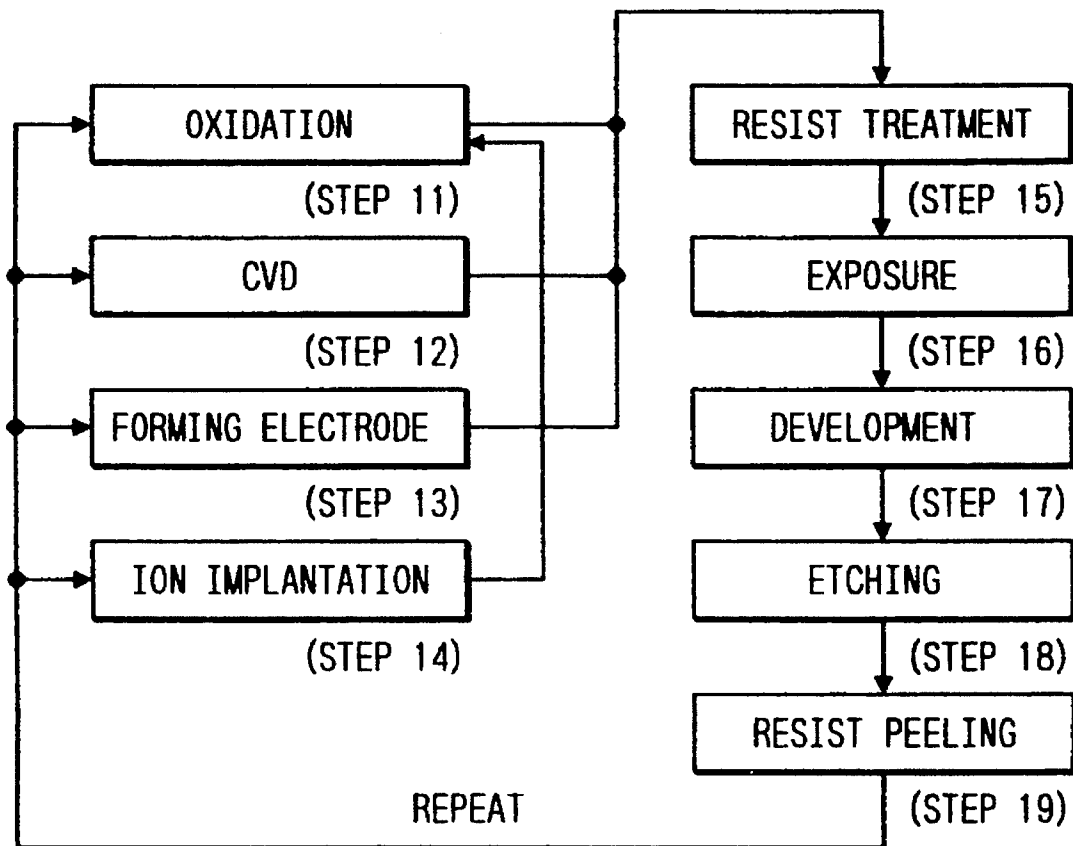 OXIDATION
(STEP 11)
CVD
(STEP 12)
FORMING ELECTRODE
(STEP 13)
ION IMPLANTATION
(STEP 14)
RESIST TREATMENT
(STEP 15)
EXPOSURE
(STEP 16)
DEVELOPMENT
(STEP 17)
ETCHING
(STEP 18)
RESIST PEELING
(STEP 19)
REPEAT